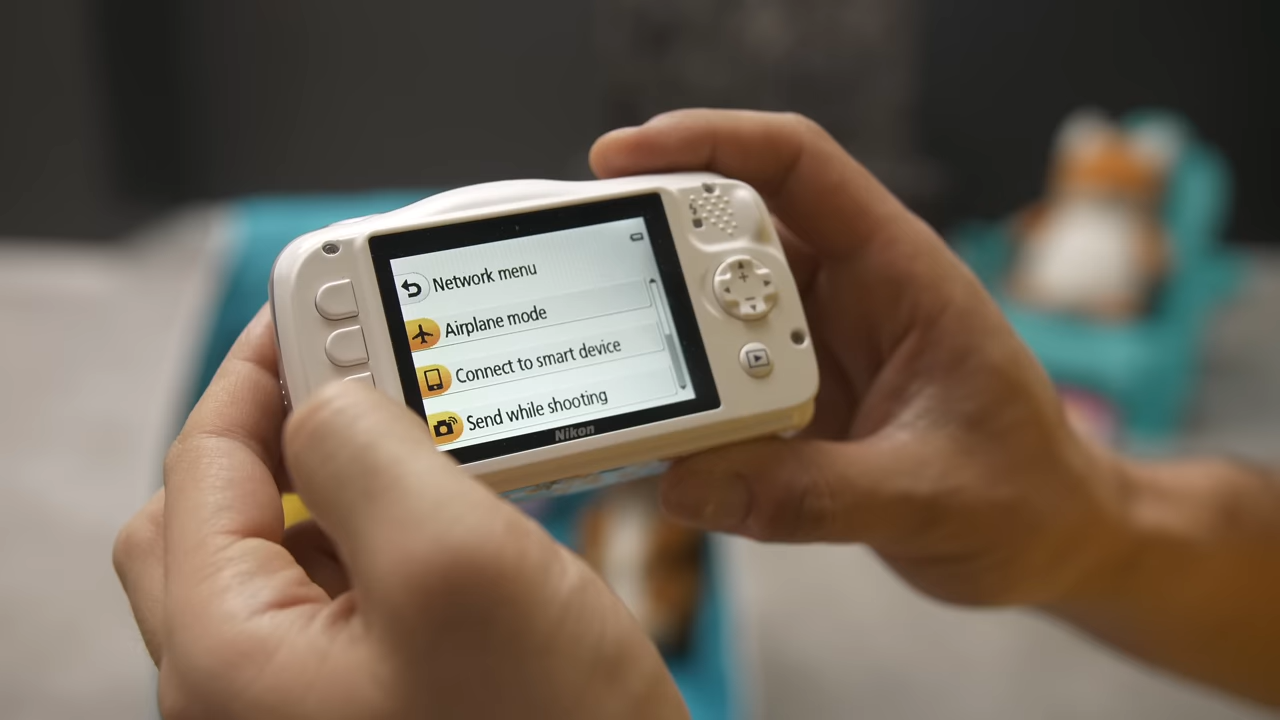 Network menu
Airplane mode
Connect to smart device
Send while shooting
Nikon